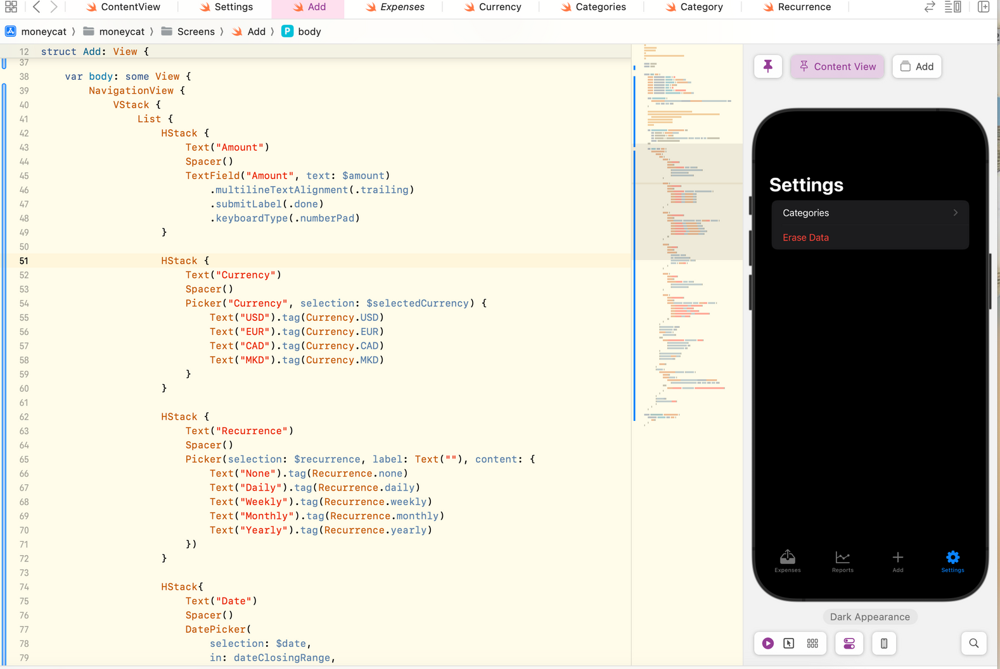 ContentView Settings Add Expenses Currency Categories Category Recurrence
moneycat moneycat Screens Add P body
12 struct Add: View {
37
38 var body: some View {
39 NavigationView {
40 VStack {
41 List {
42 HStack {
43 Text("Amount")
44 Spacer()
45 TextField("Amount", text: $amount)
46 .multilineTextAlignment(.trailing)
47 .submitLabel(.done)
48 .keyboardType(.numberPad)
49 }
50
51 HStack {
52 Text("Currency")
53 Spacer()
54 Picker("Currency", selection: $selectedCurrency) {
55 Text("USD").tag(Currency.USD)
56 Text("EUR").tag(Currency.EUR)
57 Text("CAD").tag(Currency.CAD)
58 Text("MKD").tag(Currency.MKD)
59 }
60 }
61
62 HStack {
63 Text("Recurrence")
64 Spacer()
65 Picker(selection: $recurrence, label: Text(""), content: {
66 Text("None").tag(Recurrence.none)
67 Text("Daily").tag(Recurrence.daily)
68 Text("Weekly").tag(Recurrence.weekly)
69 Text("Monthly").tag(Recurrence.monthly)
70 Text("Yearly").tag(Recurrence.yearly)
71 })
72 }
73
74 HStack{
75 Text("Date")
76 Spacer()
77 DatePicker(
78 selection: $date,
79 in: dateClosingRange,
Content View Add
Settings
Categories
Erase Data
Expenses Reports Add Settings
Dark Appearance